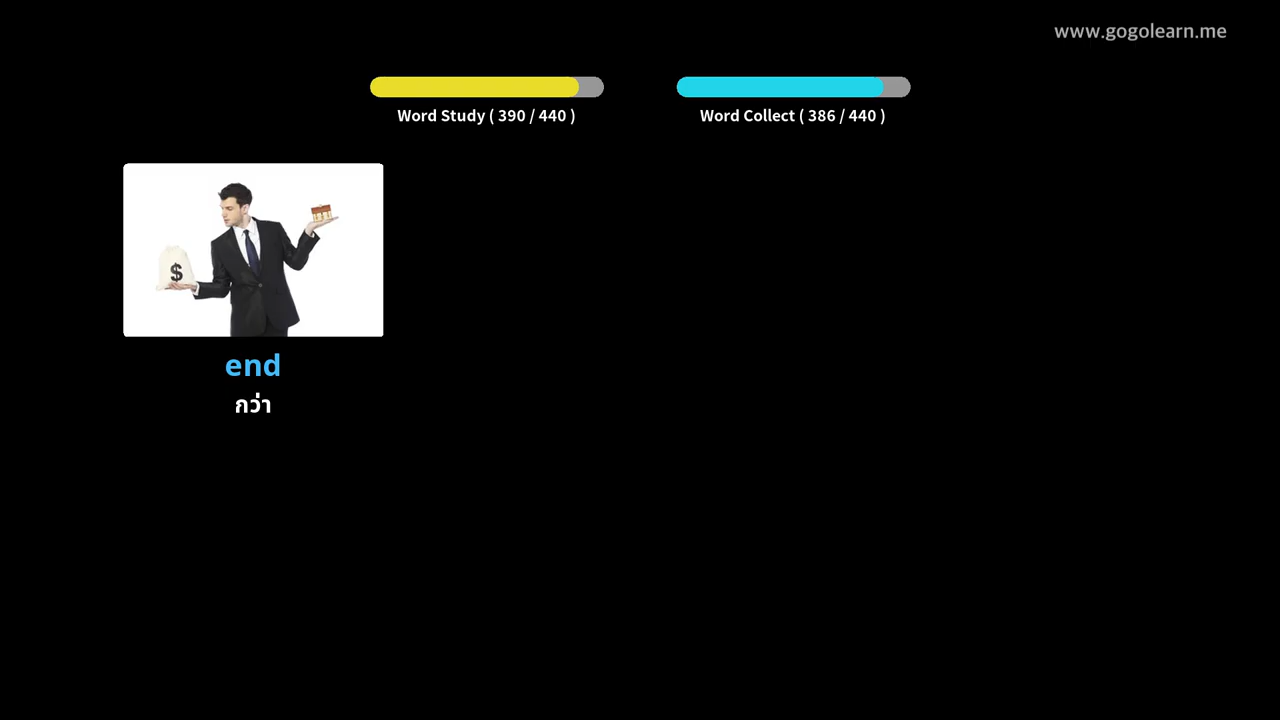 www.gogolearn.me
Word Study ( 390 / 440 )
Word Collect ( 386 / 440 )
$
end
กว่า